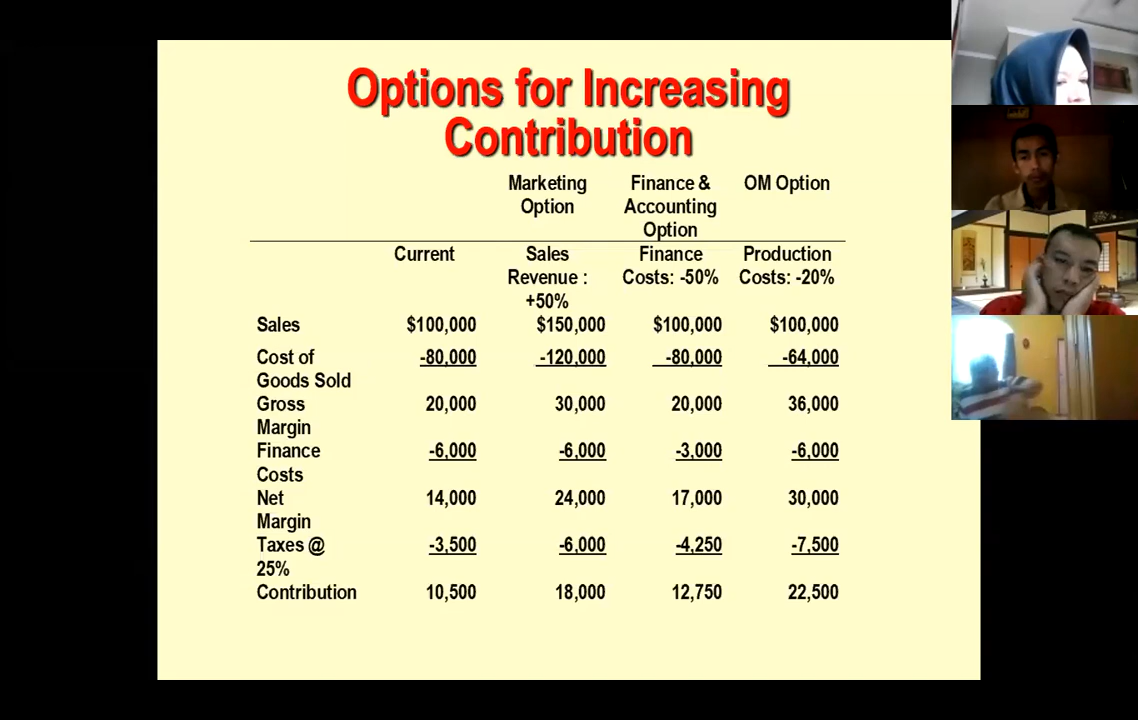 Options for Increasing
Contribution
Marketing Finance & OM Option
Option Accounting
Option
Current Sales Finance Production
Revenue : Costs: -50% Costs: -20%
+50%
Sales $100,000 $150,000 $100,000 $100,000
Cost of -80,000 -120,000 -80,000 -64,000
Goods Sold
Gross 20,000 30,000 20,000 36,000
Margin
Finance -6,000 -6,000 -3,000 -6,000
Costs
Net 14,000 24,000 17,000 30,000
Margin
Taxes @ -3,500 -6,000 -4,250 -7,500
25%
Contribution 10,500 18,000 12,750 22,500